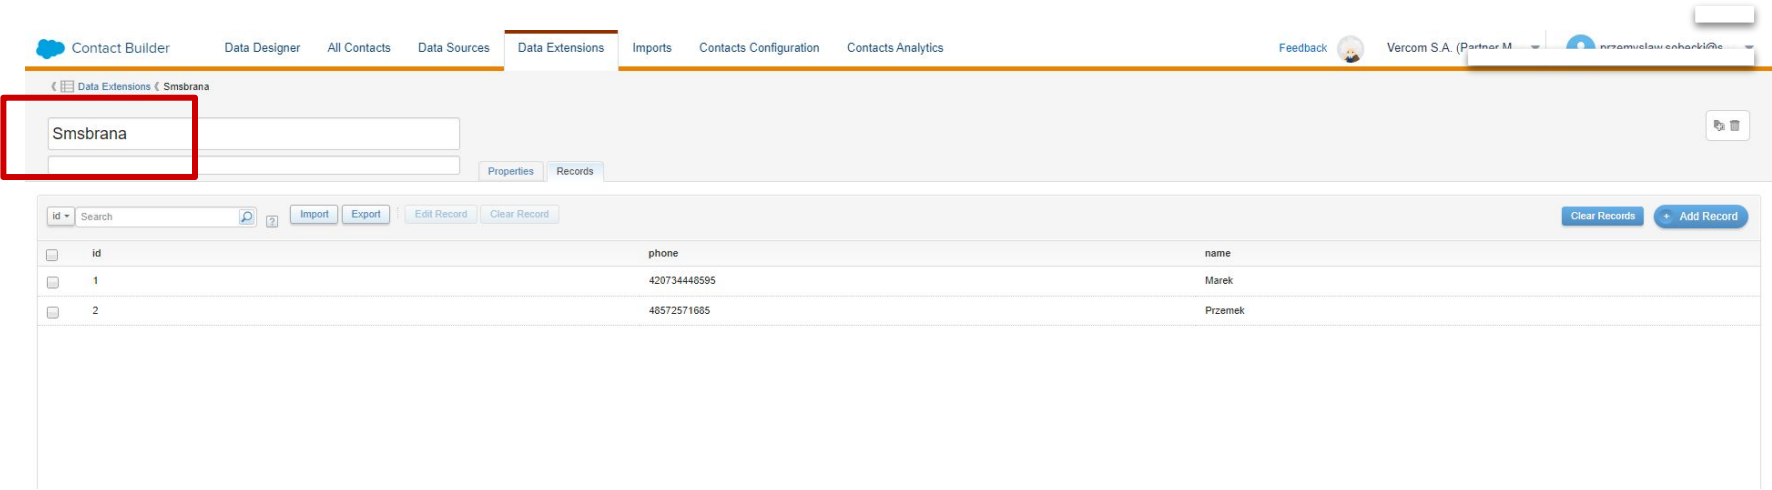 Contact Builder Data Designer All Contacts Data Sources Data Extensions Imports Contacts Configuration Contacts Analytics Feedback Vercom S.A. (Partner M
Data Extensions Smsbrana
Smsbrana
Properties Records
id Search ? Import Export Edit Record Clear Record Clear Records + Add Record
id phone name
1 420734448595 Marek
2 48572571685 Przemek